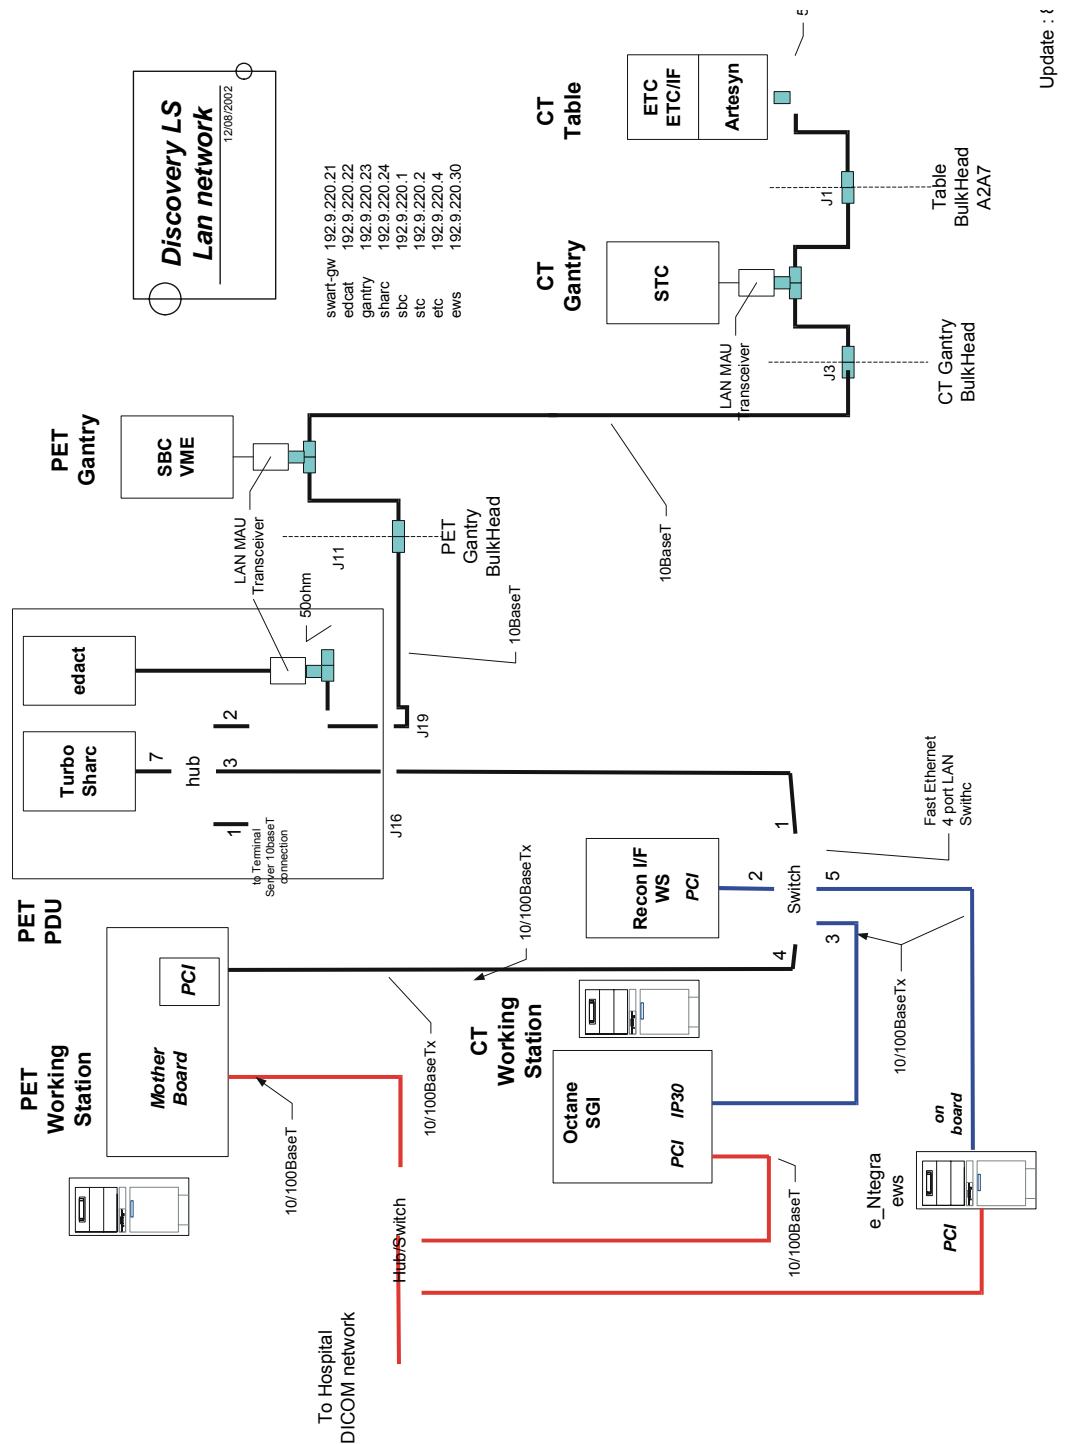 Discovery LS
Lan network
12/08/2002
swart-gw 192.9.220.21
edcat 192.9.220.22
gantry 192.9.220.23
sharc 192.9.220.24
sbc 192.9.220.1
stc 192.9.220.2
etc 192.9.220.4
ews 192.9.220.30
PET
Working
Station
Mother
Board
PCI
10/100BaseT
10/100BaseTx
10/100BaseTx
PET
PDU
Turbo
Sharc
edact
7
hub
1
2
3
to Terminal
Server 10baseT
connection
J16
J19
50ohm
LAN MAU
Transceiver
PET
Gantry
SBC
VME
J11
PET
Gantry
BulkHead
10BaseT
10BaseT
CT
Gantry
STC
LAN MAU
Transceiver
J3
CT Gantry
BulkHead
CT
Table
ETC
ETC/IF
Artesyn
5
J1
Table
BulkHead
A2A7
Update :
CT
Working
Station
Octane
SGI
PCI
IP30
10/100BaseT
Recon I/F
WS
PCI
4
2
1
Switch
3
5
Fast Ethernet
4 port LAN
Swithc
10/100BaseTx
e_Ntegra
ews
PCI
on
board
Hub/Switch
To Hospital
DICOM network